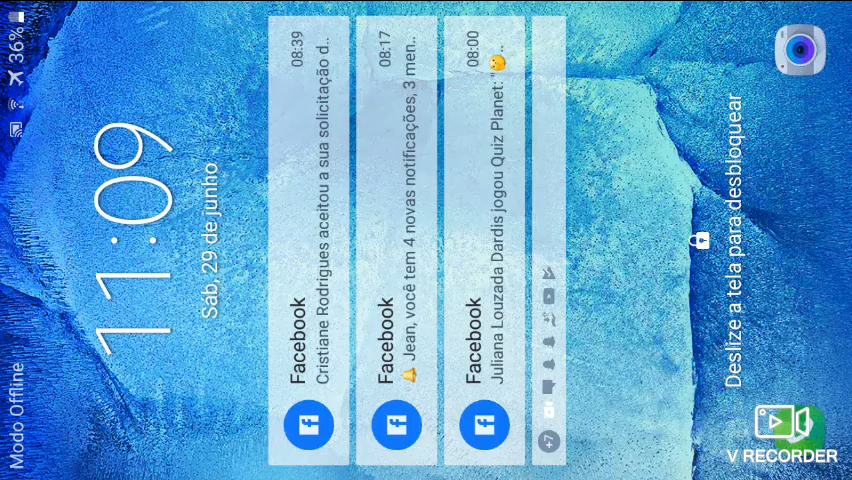 Modo Offline
36%
11:09
Sáb, 29 de junho
Facebook
08:39
Cristiane Rodrigues aceitou a sua solicitação d..
Facebook
08:17
🔔 Jean, você tem 4 novas notificações, 3 men..
Facebook
08:00
Juliana Louzada Dardis jogou Quiz Planet: "🤔..
+7
Deslize a tela para desbloquear
V RECORDER